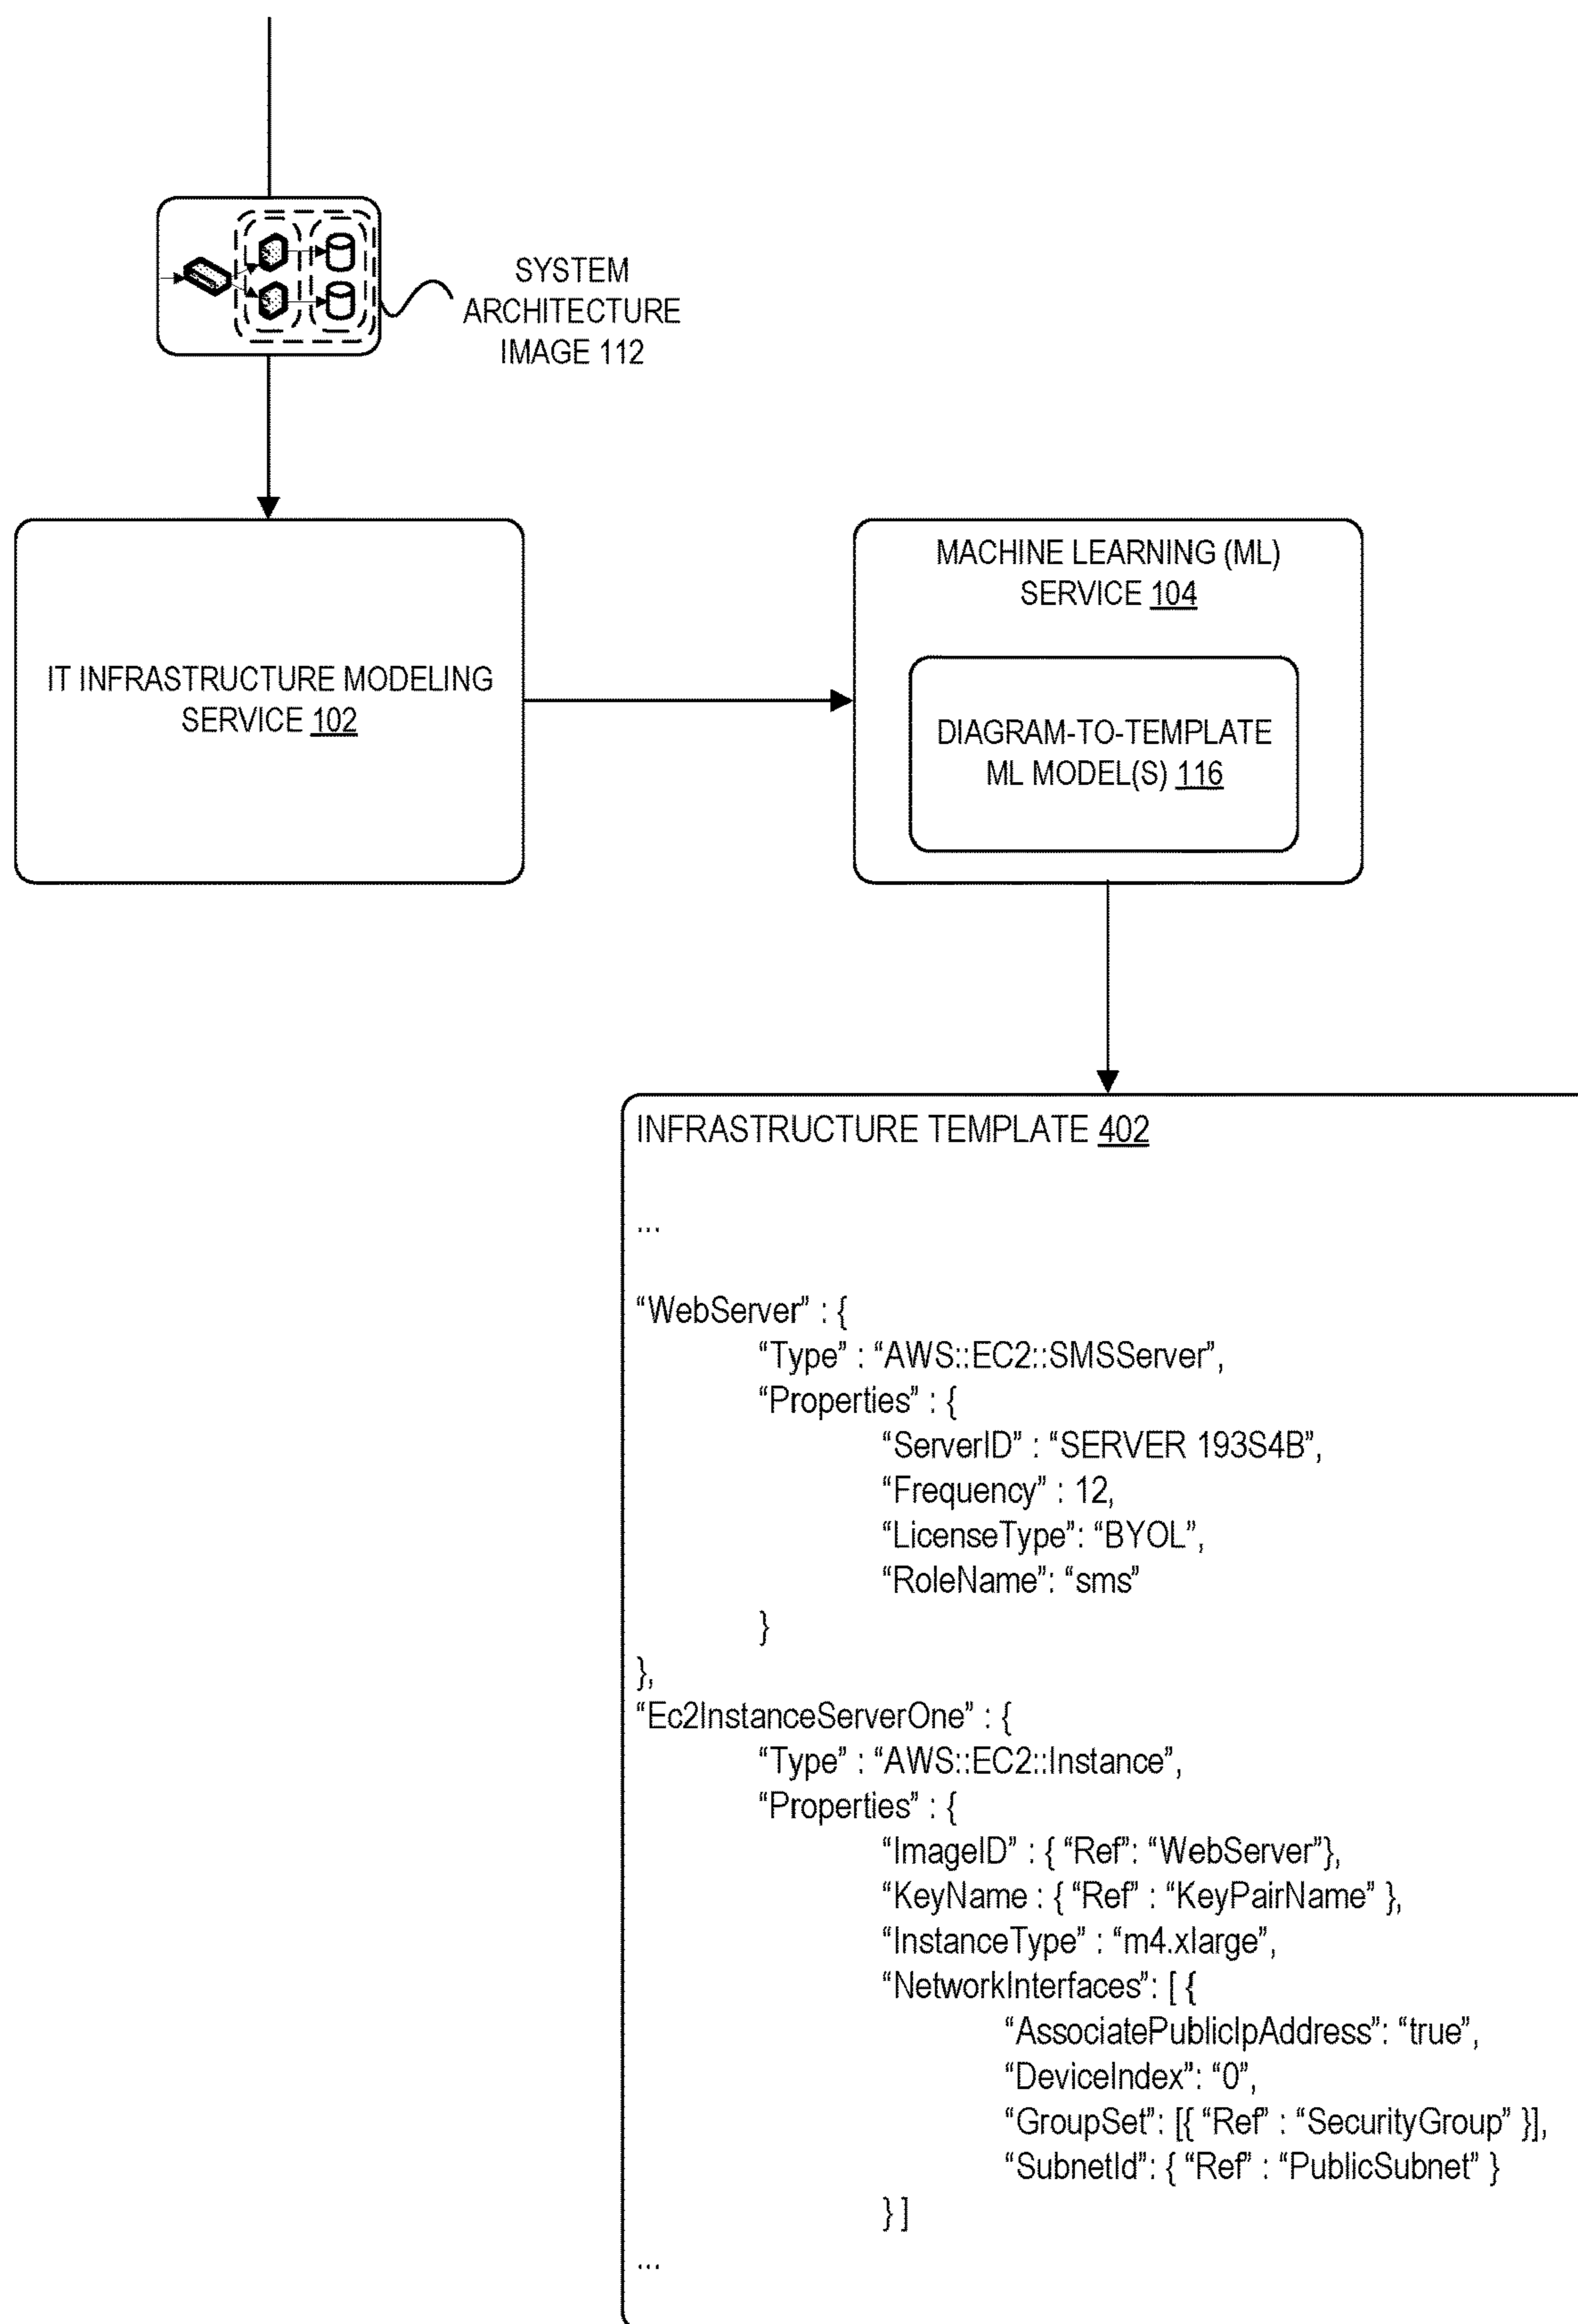 SYSTEM
ARCHITECTURE
IMAGE 112
IT INFRASTRUCTURE MODELING
SERVICE 102
MACHINE LEARNING (ML)
SERVICE 104
DIAGRAM-TO-TEMPLATE
ML MODEL(S) 116
INFRASTRUCTURE TEMPLATE 402
...
“WebServer” : {
“Type” : “AWS::EC2::SMSServer”,
“Properties” : {
“ServerID” : “SERVER 193S4B”,
“Frequency” : 12,
“LicenseType”: “BYOL”,
“RoleName”: “sms”
}
},
“Ec2InstanceServerOne” : {
“Type” : “AWS::EC2::Instance”,
“Properties” : {
“ImageID” : { “Ref”: “WebServer”},
“KeyName : { “Ref” : “KeyPairName” },
“InstanceType” : “m4.xlarge”,
“NetworkInterfaces”: [ {
“AssociatePublicIpAddress”: “true”,
“DeviceIndex”: “0”,
“GroupSet”: [{ “Ref” : “SecurityGroup” }],
“SubnetId”: { “Ref” : “PublicSubnet” }
} ]
...